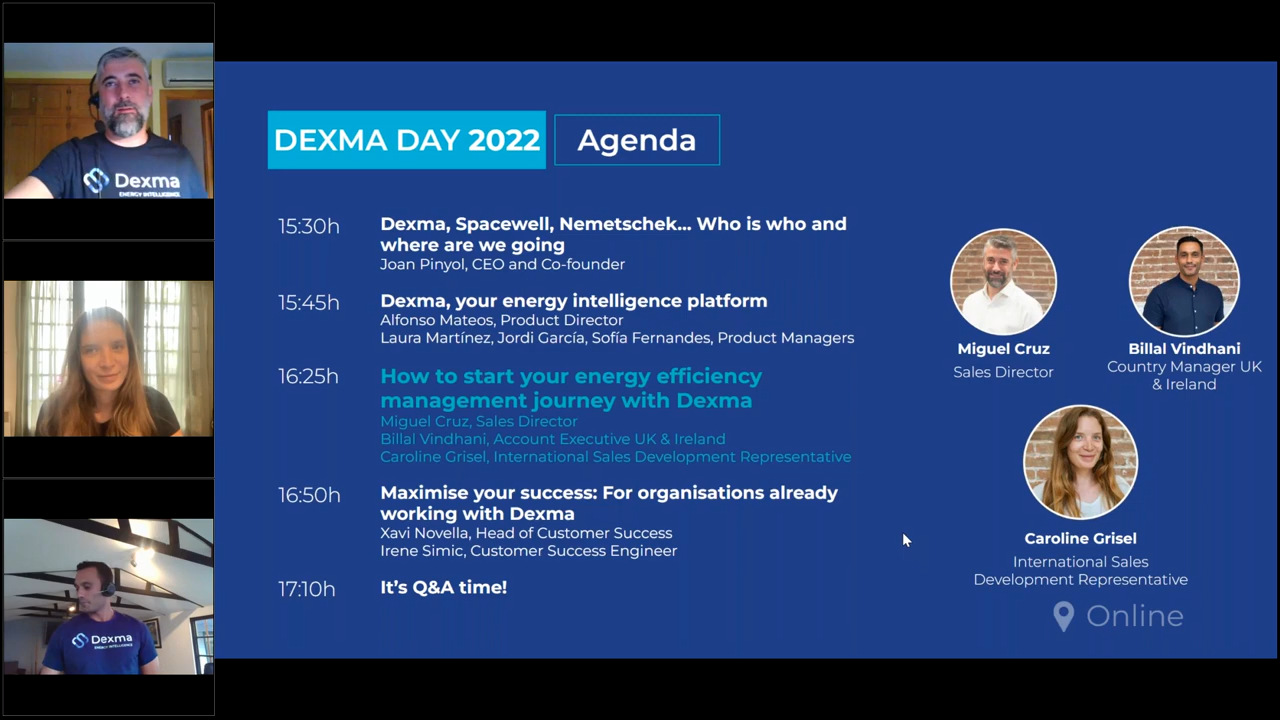 Dexma
ENERGY INTELLIGENCE
Dexma
ENERGY INTELLIGENCE
DEXMA DAY 2022
Agenda
15:30h
Dexma, Spacewell, Nemetschek... Who is who and
where are we going
Joan Pinyol, CEO and Co-founder
15:45h
Dexma, your energy intelligence platform
Alfonso Mateos, Product Director
Laura Martínez, Jordi García, Sofía Fernandes, Product Managers
16:25h
How to start your energy efficiency
management journey with Dexma
Miguel Cruz, Sales Director
Billal Vindhani, Account Executive UK & Ireland
Caroline Grisel, International Sales Development Representative
16:50h
Maximise your success: For organisations already
working with Dexma
Xavi Novella, Head of Customer Success
Irene Simic, Customer Success Engineer
17:10h
It's Q&A time!
Miguel Cruz
Sales Director
Billal Vindhani
Country Manager UK
& Ireland
Caroline Grisel
International Sales
Development Representative
Online